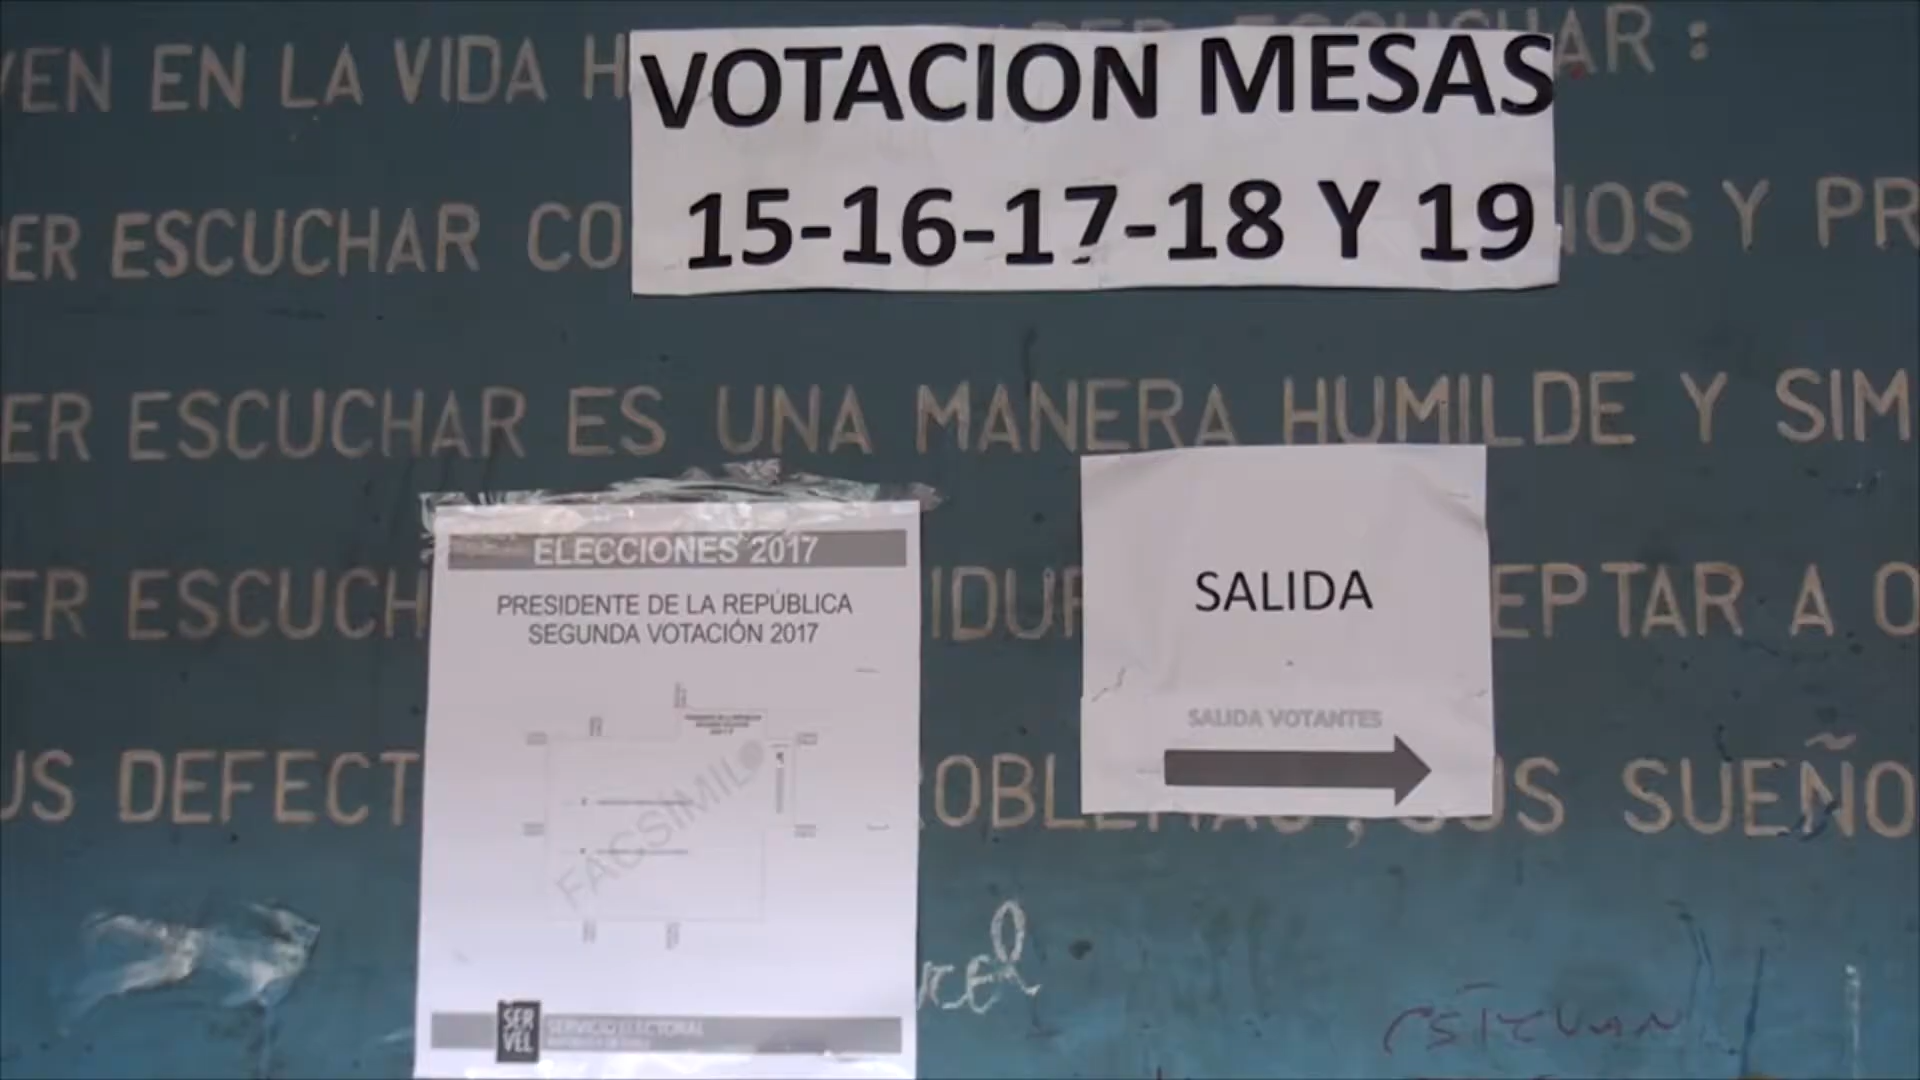 VEN EN LA VIDA H
AR :
VOTACION MESAS
15-16-17-18 Y 19
ER ESCUCHAR CO
IOS Y PR
ER ESCUCHAR ES UNA MANERA HUMILDE Y SIM
ELECCIONES 2017
PRESIDENTE DE LA REPÚBLICA
SEGUNDA VOTACIÓN 2017
FACSIMIL
SERVEL
SERVICIO ELECTORAL
SALIDA
SALIDA VOTANTES
ER ESCUCH
IDUR
EPTAR A O
US DEFECT
ROBLEMAS, SUS SUEÑO